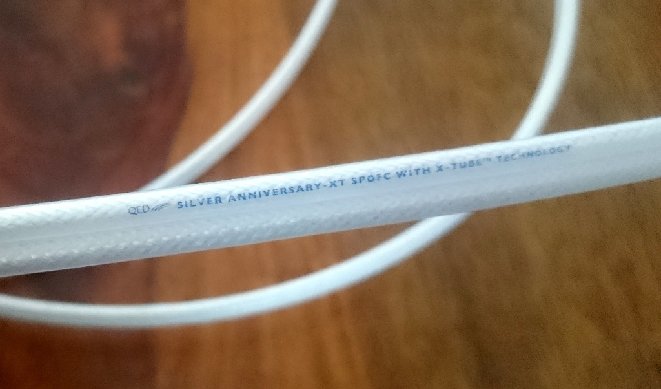 QED SILVER ANNIVERSARY-XT SPOFC WITH X-TUBE™ TECHNOLOGY